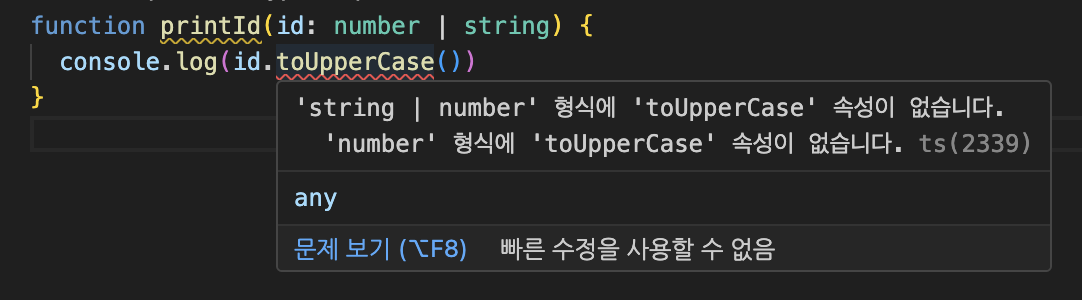 function printId(id: number | string) {
  console.log(id.toUpperCase())
}
'string | number' 형식에 'toUpperCase' 속성이 없습니다.
  'number' 형식에 'toUpperCase' 속성이 없습니다. ts(2339)
any
문제 보기 (⌥F8) 빠른 수정을 사용할 수 없음